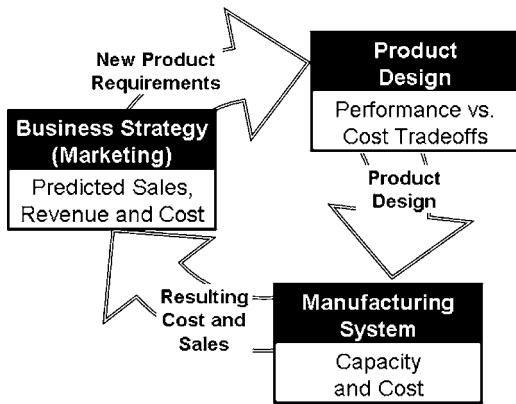 New Product
Requirements
Product
Design
Performance vs.
Cost Tradeoffs
Business Strategy
(Marketing)
Predicted Sales,
Revenue and Cost
Product
Design
Resulting
Cost and
Sales
Manufacturing
System
Capacity
and Cost